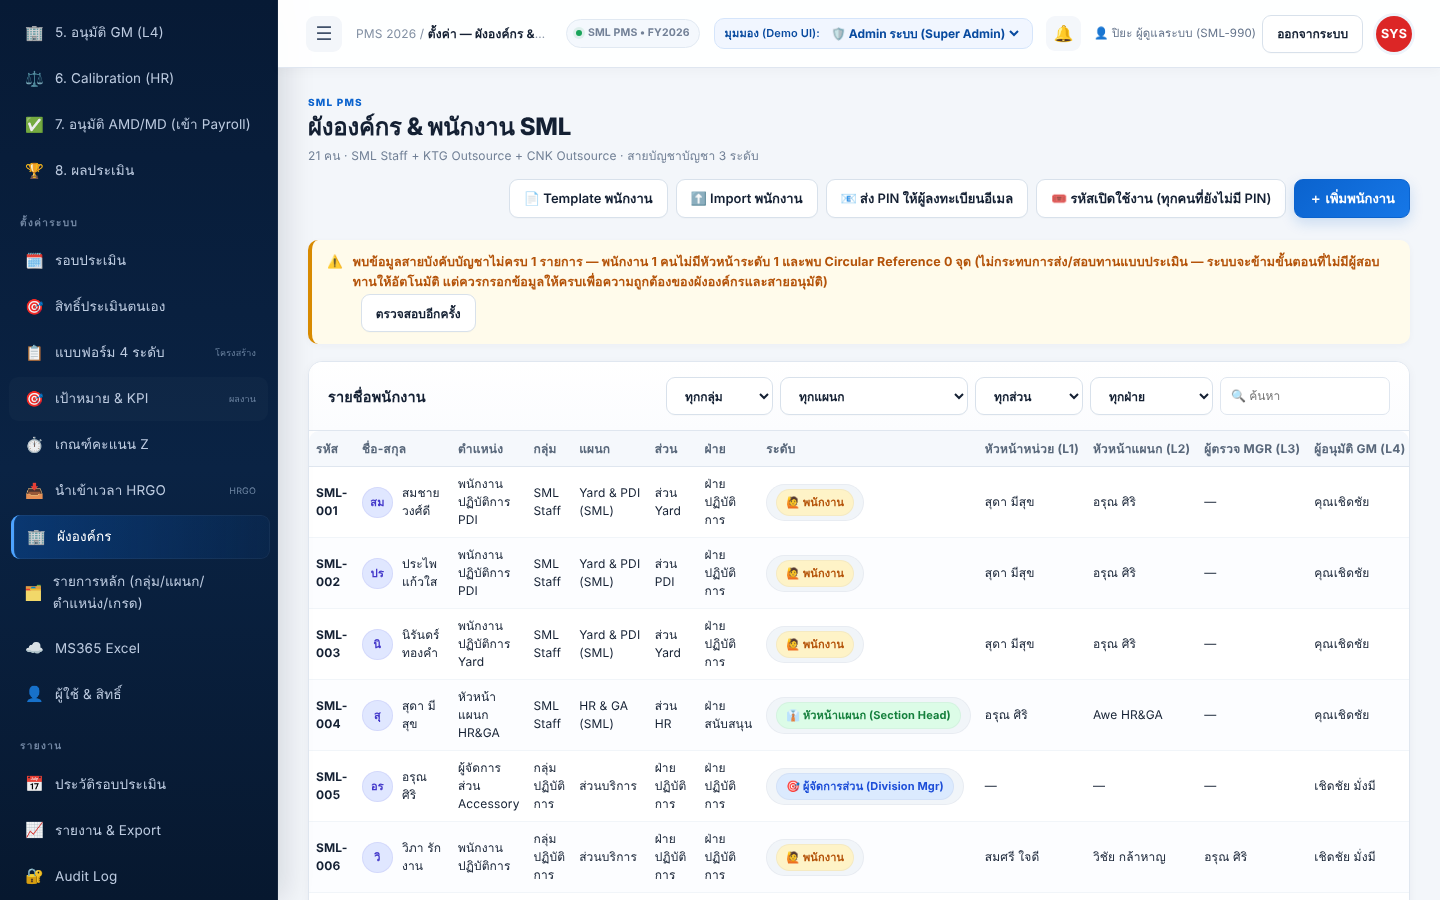 5. อนุมัติ GM (L4)
6. Calibration (HR)
7. อนุมัติ AMD/MD (เข้า Payroll)
8. ผลประเมิน
ตั้งค่าระบบ
รอบประเมิน
สิทธิ์ประเมินตนเอง
แบบฟอร์ม 4 ระดับ โครงสร้าง
เป้าหมาย & KPI ผลงาน
เกณฑ์คะแนน Z
นำเข้าเวลา HRGO HRGO
ผังองค์กร
รายการหลัก (กลุ่ม/แผนก/
ตำแหน่ง/เกรด)
MS365 Excel
ผู้ใช้ & สิทธิ์
รายงาน
ประวัติรอบประเมิน
รายงาน & Export
Audit Log
PMS 2026 / ตั้งค่า — ผังองค์กร &... SML PMS • FY2026 มุมมอง (Demo UI): Admin ระบบ (Super Admin) ปิยะ ผู้ดูแลระบบ (SML-990) ออกจากระบบ SYS
SML PMS
ผังองค์กร & พนักงาน SML
21 คน · SML Staff + KTG Outsource + CNK Outsource · สายบัญชาบัญชา 3 ระดับ
Template พนักงาน Import พนักงาน ส่ง PIN ให้ผู้ลงทะเบียนอีเมล รหัสเปิดใช้งาน (ทุกคนที่ยังไม่มี PIN) + เพิ่มพนักงาน
พบข้อมูลสายบังคับบัญชาไม่ครบ 1 รายการ — พนักงาน 1 คนไม่มีหัวหน้าระดับ 1 และพบ Circular Reference 0 จุด (ไม่กระทบการส่ง/สอบทานแบบประเมิน — ระบบจะข้ามขั้นตอนที่ไม่มีผู้สอบ
ทานให้อัตโนมัติ แต่ควรกรอกข้อมูลให้ครบเพื่อความถูกต้องของผังองค์กรและสายอนุมัติ)
ตรวจสอบอีกครั้ง
รายชื่อพนักงาน ทุกกลุ่ม ทุกแผนก ทุกส่วน ทุกฝ่าย ค้นหา
รหัส ชื่อ-สกุล ตำแหน่ง กลุ่ม แผนก ส่วน ฝ่าย ระดับ หัวหน้าหน่วย (L1) หัวหน้าแผนก (L2) ผู้ตรวจ MGR (L3) ผู้อนุมัติ GM (L4)
SML-001 สม สมชาย วงศ์ดี พนักงานปฏิบัติการ PDI SML Staff Yard & PDI (SML) ส่วน Yard ฝ่ายปฏิบัติการ พนักงาน สุดา มีสุข อรุณ ศิริ — คุณเชิดชัย
SML-002 ปร ประไพ แก้วใส พนักงานปฏิบัติการ PDI SML Staff Yard & PDI (SML) ส่วน PDI ฝ่ายปฏิบัติการ พนักงาน สุดา มีสุข อรุณ ศิริ — คุณเชิดชัย
SML-003 นิ นิรันดร์ ทองคำ พนักงานปฏิบัติการ Yard SML Staff Yard & PDI (SML) ส่วน Yard ฝ่ายปฏิบัติการ พนักงาน สุดา มีสุข อรุณ ศิริ — คุณเชิดชัย
SML-004 สุ สุดา มีสุข หัวหน้าแผนก HR&GA SML Staff HR & GA (SML) ส่วน HR ฝ่ายสนับสนุน หัวหน้าแผนก (Section Head) อรุณ ศิริ Awe HR&GA — คุณเชิดชัย
SML-005 อร อรุณ ศิริ ผู้จัดการส่วน Accessory กลุ่มปฏิบัติการ ส่วนบริการ ฝ่ายปฏิบัติการ ฝ่ายปฏิบัติการ ผู้จัดการส่วน (Division Mgr) — — — เชิดชัย มั่งมี
SML-006 วิ วิภา รักงาน พนักงานปฏิบัติการ กลุ่มปฏิบัติการ ส่วนบริการ ฝ่ายปฏิบัติการ ฝ่ายปฏิบัติการ พนักงาน สมศรี ใจดี วิชัย กล้าหาญ อรุณ ศิริ เชิดชัย มั่งมี